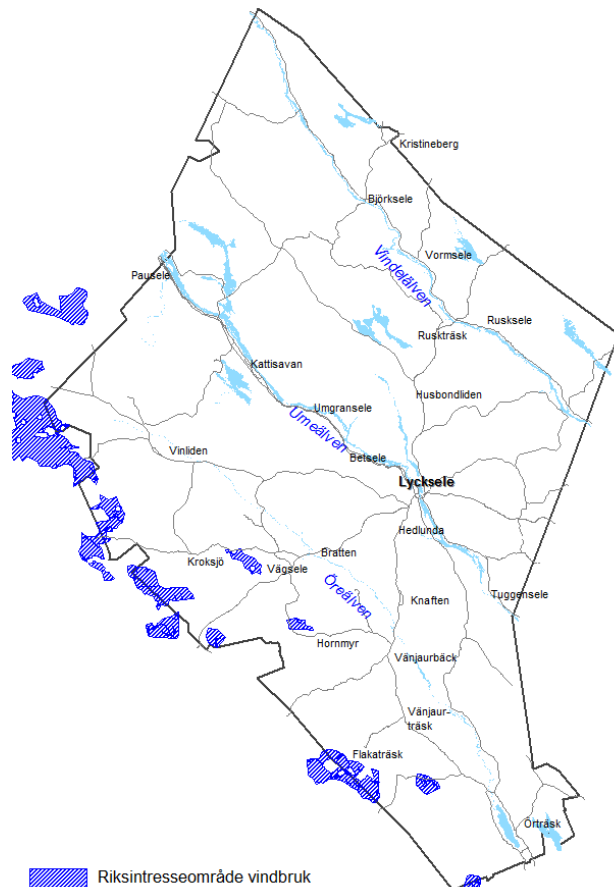 Kristineberg
Björksele
Vormsele
Vindelälven
Pausele
Rusksele
Ruskträsk
Kattisavan
Husbondliden
Umgransele
Umeälven
Vinliden
Betsele
Lycksele
Hedlunda
Bratten
Kroksjö
Vägsele
Öreälven
Knaften
Tuggensele
Hornmyr
Vänjaurbäck
Vänjaur-
träsk
Flakaträsk
Örträsk
Riksintresseområde vindbruk